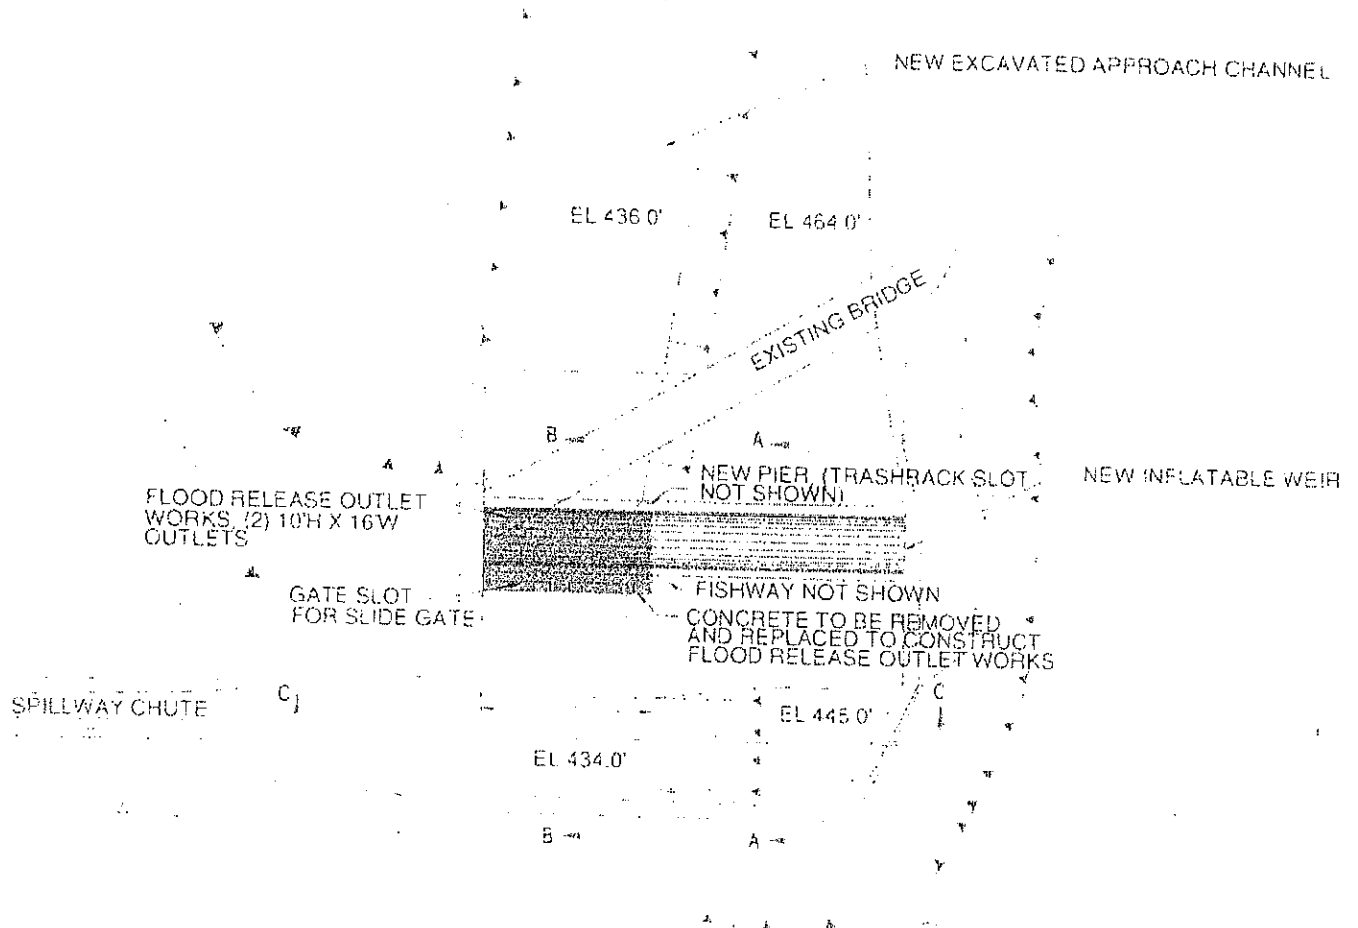 NEW EXCAVATED APPROACH CHANNEL
EL 436.0'
EL 464.0'
EXISTING BRIDGE
B
A
NEW PIER, (TRASHRACK SLOT
NOT SHOWN)
NEW INFLATABLE WEIR
FLOOD RELEASE OUTLET
WORKS, (2) 10'H X 16'W
OUTLETS
GATE SLOT
FOR SLIDE GATE
FISHWAY NOT SHOWN
CONCRETE TO BE REMOVED
AND REPLACED TO CONSTRUCT
FLOOD RELEASE OUTLET WORKS
SPILLWAY CHUTE
C
C
EL 445.0'
EL 434.0'
B
A